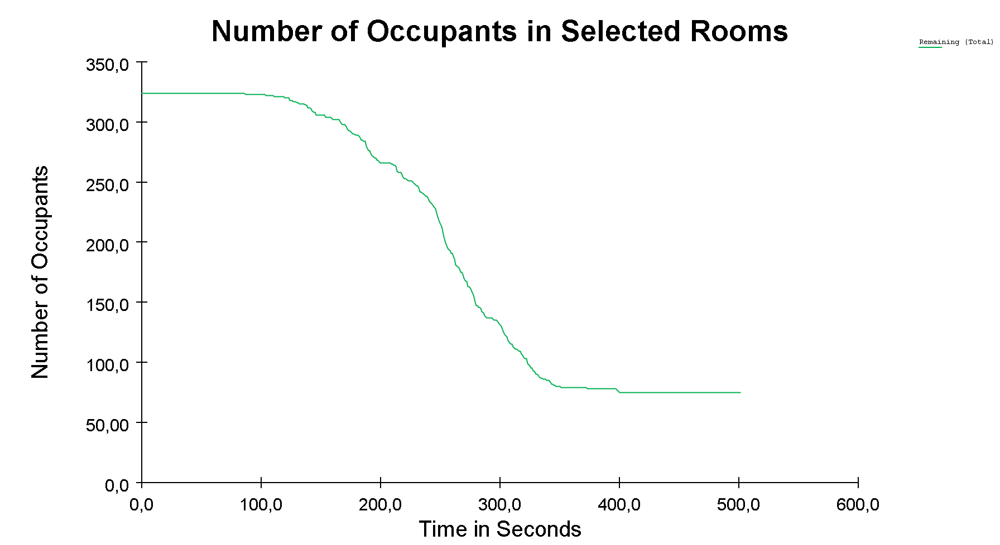 Number of Occupants in Selected Rooms
Remaining (Total)
350,0
300,0
250,0
200,0
150,0
100,0
50,00
0,0
Number of Occupants
0,0 100,0 200,0 300,0 400,0 500,0 600,0
Time in Seconds